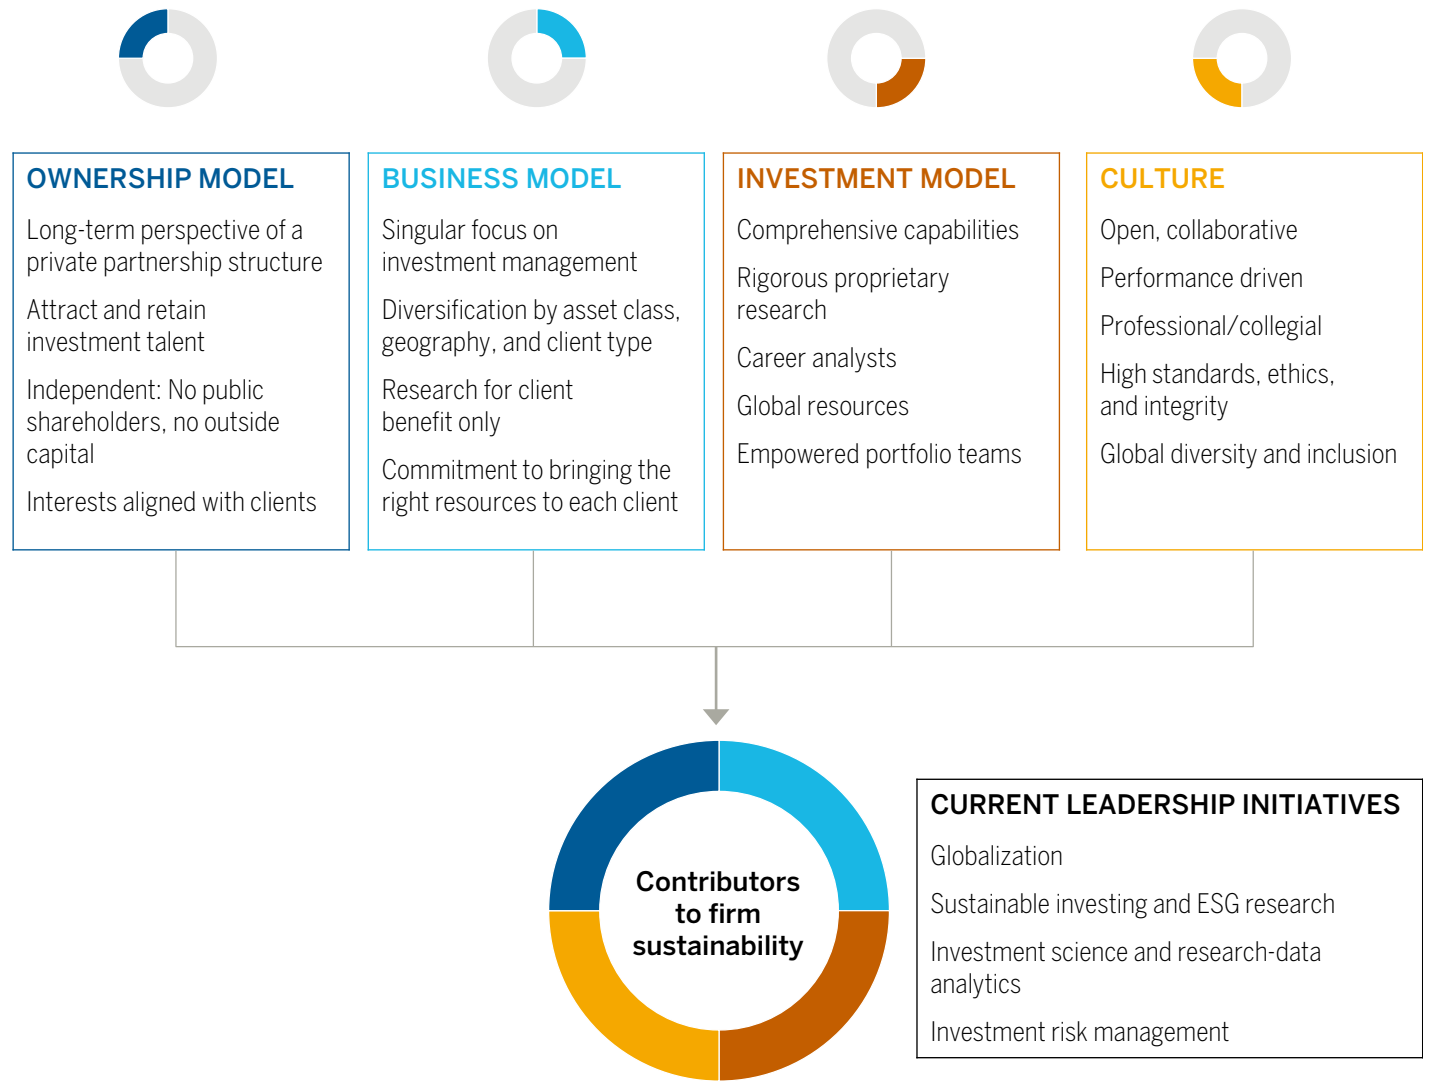 OWNERSHIP MODEL
Long-term perspective of a
private partnership structure
Attract and retain
investment talent
Independent: No public
shareholders, no outside
capital
Interests aligned with clients
BUSINESS MODEL
Singular focus on
investment management
Diversification by asset class,
geography, and client type
Research for client
benefit only
Commitment to bringing the
right resources to each client
INVESTMENT MODEL
Comprehensive capabilities
Rigorous proprietary
research
Career analysts
Global resources
Empowered portfolio teams
CULTURE
Open, collaborative
Performance driven
Professional/collegial
High standards, ethics,
and integrity
Global diversity and inclusion
Contributors
to firm
sustainability
CURRENT LEADERSHIP INITIATIVES
Globalization
Sustainable investing and ESG research
Investment science and research-data
analytics
Investment risk management